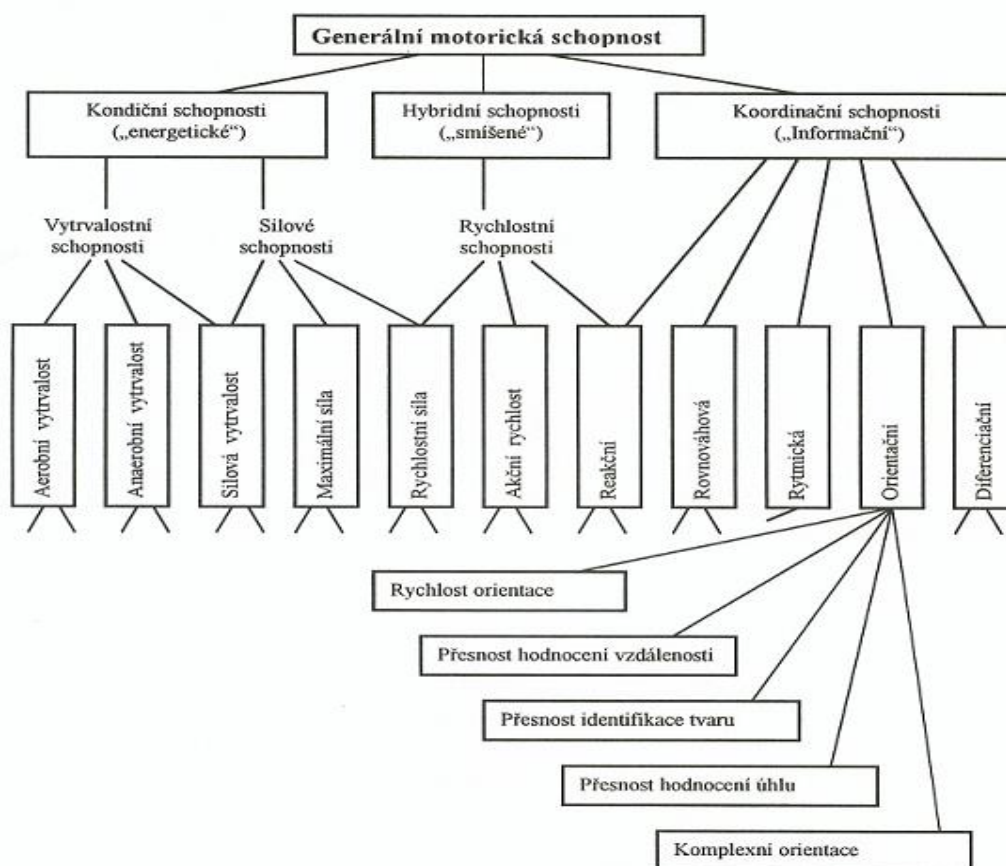 Generální motorická schopnost
Kondiční schopnosti
(„energetické“)
Hybridní schopnosti
(„smíšené“)
Koordinační schopnosti
(„Informační“)
Vytrvalostní
schopnosti
Silové
schopnosti
Rychlostní
schopnosti
Aerobní vytrvalost
Anaerobní vytrvalost
Silová vytrvalost
Maximální síla
Rychlostní síla
Akční rychlost
Reakční
Rovnováhová
Rytmická
Orientační
Diferenciační
Rychlost orientace
Přesnost hodnocení vzdálenosti
Přesnost identifikace tvaru
Přesnost hodnocení úhlu
Komplexní orientace